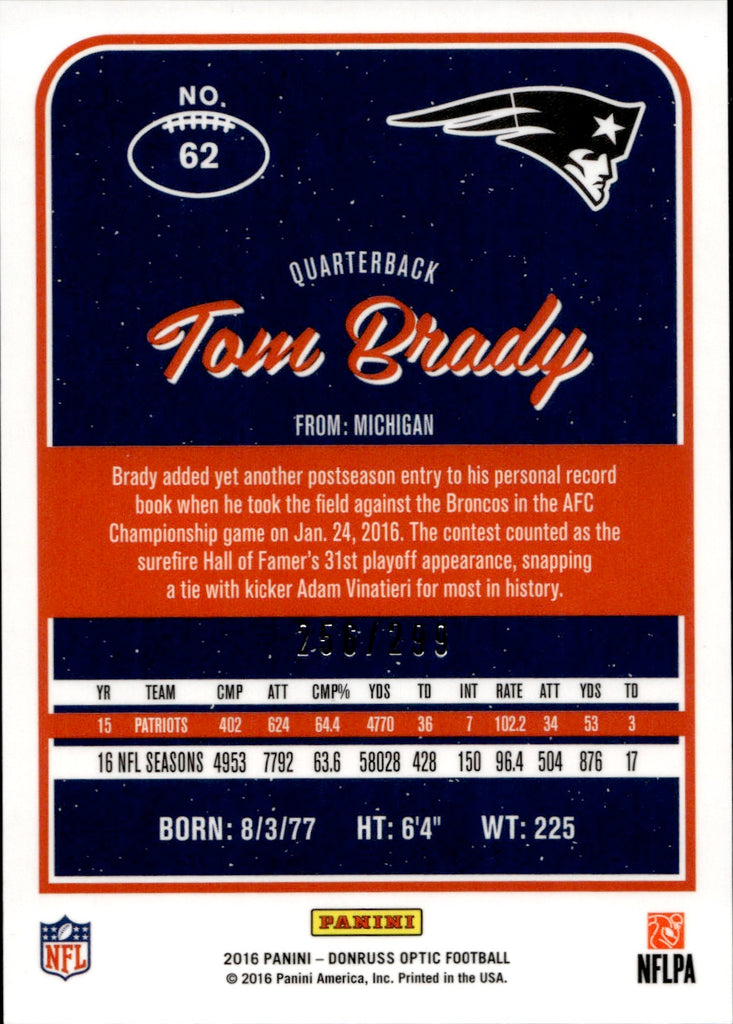 NO.
62
QUARTERBACK
Tom Brady
FROM: MICHIGAN
Brady added yet another postseason entry to his personal record
book when he took the field against the Broncos in the AFC
Championship game on Jan. 24, 2016. The contest counted as the
surefire Hall of Famer's 31st playoff appearance, snapping
a tie with kicker Adam Vinatieri for most in history.
256/299
YR TEAM CMP ATT CMP% YDS TD INT RATE ATT YDS TD
15 PATRIOTS 402 624 64.4 4770 36 7 102.2 34 53 3
16 NFL SEASONS 4953 7792 63.6 58028 428 150 96.4 504 876 17
BORN: 8/3/77 HT: 6'4" WT: 225
NFL
PANINI
2016 PANINI – DONRUSS OPTIC FOOTBALL
© 2016 Panini America, Inc. Printed in the USA.
NFLPA